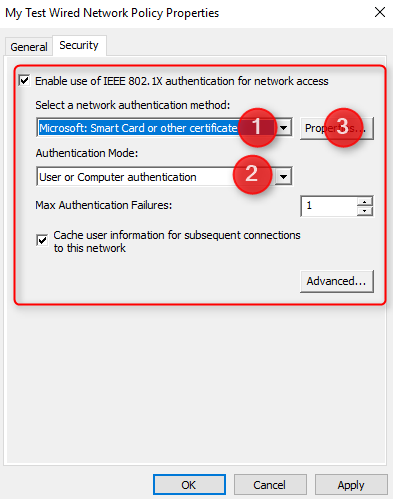 My Test Wired Network Policy Properties
General Security
Enable use of IEEE 802.1X authentication for network access
Select a network authentication method:
Microsoft: Smart Card or other certificate 1 3
Authentication Mode:
User or Computer authentication 2
Max Authentication Failures: 1
Cache user information for subsequent connections
to this network
Advanced...
OK Cancel Apply